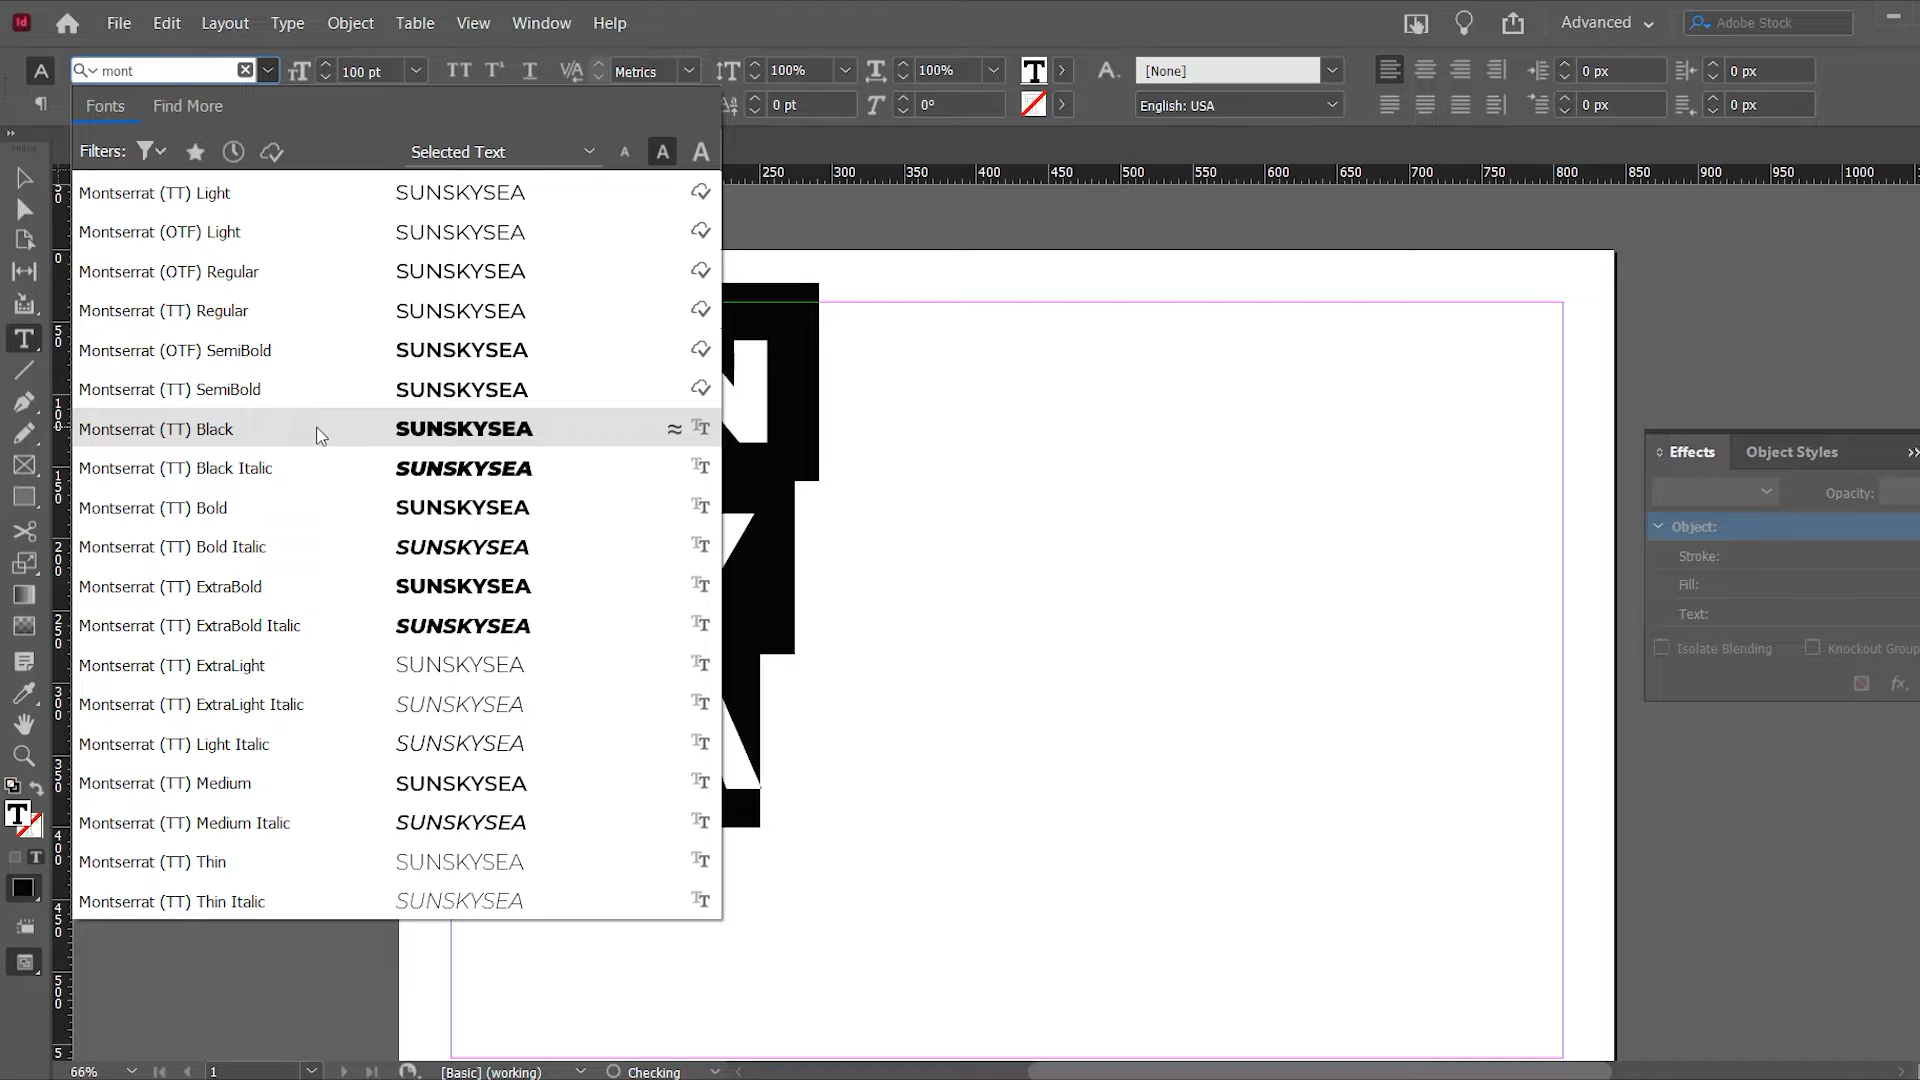 Id File Edit Layout Type Object Table View Window Help Advanced Adobe Stock
A mont 100 pt TT T¹ T V/A Metrics 100% 100% T A. [None] 0 px 0 px
0 pt 0° English: USA 0 px 0 px
Fonts Find More
Filters: Selected Text A A A
250 300 350 400 450 500 550 600 650 700 750 800 850 900 950 1000
Montserrat (TT) Light SUNSKYSEA
Montserrat (OTF) Light SUNSKYSEA
Montserrat (OTF) Regular SUNSKYSEA
Montserrat (TT) Regular SUNSKYSEA
Montserrat (OTF) SemiBold SUNSKYSEA
Montserrat (TT) SemiBold SUNSKYSEA
Montserrat (TT) Black SUNSKYSEA
Montserrat (TT) Black Italic SUNSKYSEA
Montserrat (TT) Bold SUNSKYSEA
Montserrat (TT) Bold Italic SUNSKYSEA
Montserrat (TT) ExtraBold SUNSKYSEA
Montserrat (TT) ExtraBold Italic SUNSKYSEA
Montserrat (TT) ExtraLight SUNSKYSEA
Montserrat (TT) ExtraLight Italic SUNSKYSEA
Montserrat (TT) Light Italic SUNSKYSEA
Montserrat (TT) Medium SUNSKYSEA
Montserrat (TT) Medium Italic SUNSKYSEA
Montserrat (TT) Thin SUNSKYSEA
Montserrat (TT) Thin Italic SUNSKYSEA
Effects Object Styles
Opacity:
Object:
Stroke:
Fill:
Text:
Isolate Blending Knockout Group
fx.
66% 1 [Basic] (working) Checking